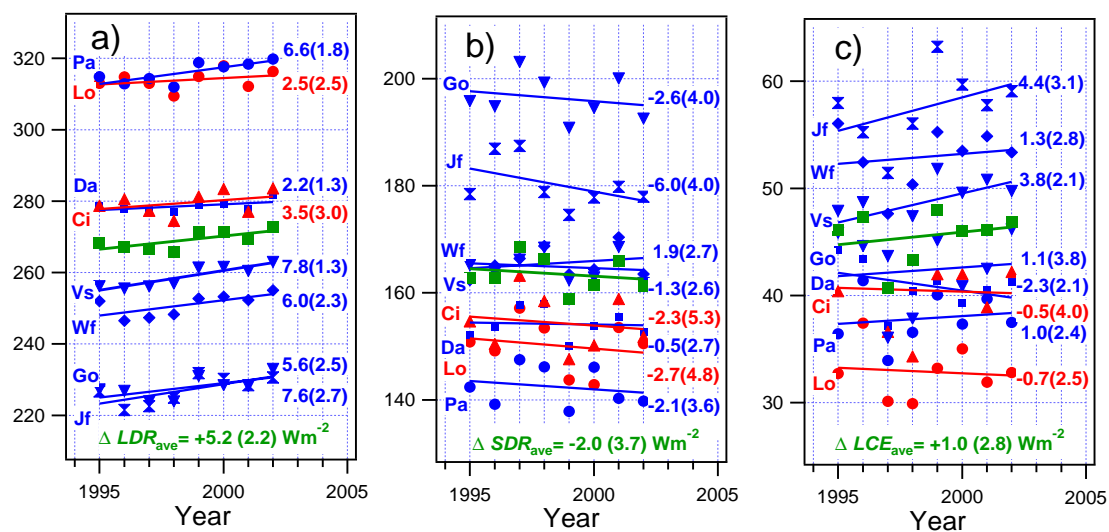 a)
320
300
280
260
240
220
Pa
Lo
Da
Ci
Vs
Wf
Go
Jf
6.6(1.8)
2.5(2.5)
2.2(1.3)
3.5(3.0)
7.8(1.3)
6.0(2.3)
5.6(2.5)
7.6(2.7)
Δ LDRave= +5.2 (2.2) Wm-2
1995
2000
2005
Year
b)
200
180
160
140
Go
Jf
Wf
Vs
Ci
Da
Lo
Pa
-2.6(4.0)
-6.0(4.0)
1.9(2.7)
-1.3(2.6)
-2.3(5.3)
-0.5(2.7)
-2.7(4.8)
-2.1(3.6)
Δ SDRave= -2.0 (3.7) Wm-2
1995
2000
2005
Year
c)
60
50
40
30
Jf
Wf
Vs
Go
Da
Ci
Pa
Lo
4.4(3.1)
1.3(2.8)
3.8(2.1)
1.1(3.8)
-2.3(2.1)
-0.5(4.0)
1.0(2.4)
-0.7(2.5)
Δ LCEave= +1.0 (2.8) Wm-2
1995
2000
2005
Year